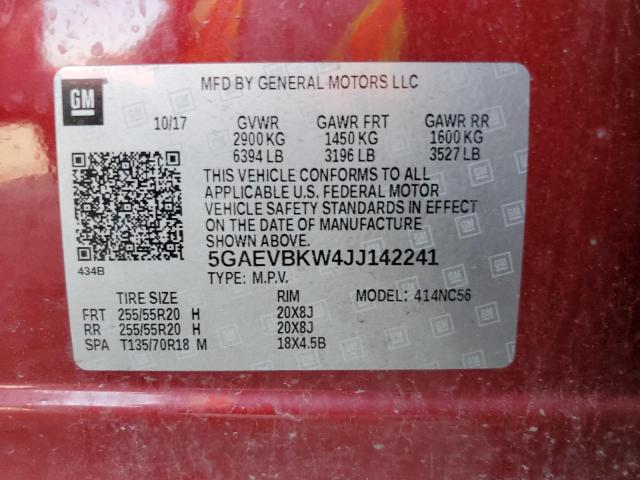 GM
MFD BY GENERAL MOTORS LLC
10/17 GVWR GAWR FRT GAWR RR
2900 KG 1450 KG 1600 KG
6394 LB 3196 LB 3527 LB
THIS VEHICLE CONFORMS TO ALL
APPLICABLE U.S. FEDERAL MOTOR
VEHICLE SAFETY STANDARDS IN EFFECT
ON THE DATE OF MANUFACTURE
SHOWN ABOVE.
434B
5GAEVBKW4JJ142241
TYPE: M.P.V.
TIRE SIZE RIM MODEL: 414NC56
FRT 255/55R20 H 20X8J
RR 255/55R20 H 20X8J
SPA T135/70R18 M 18X4.5B